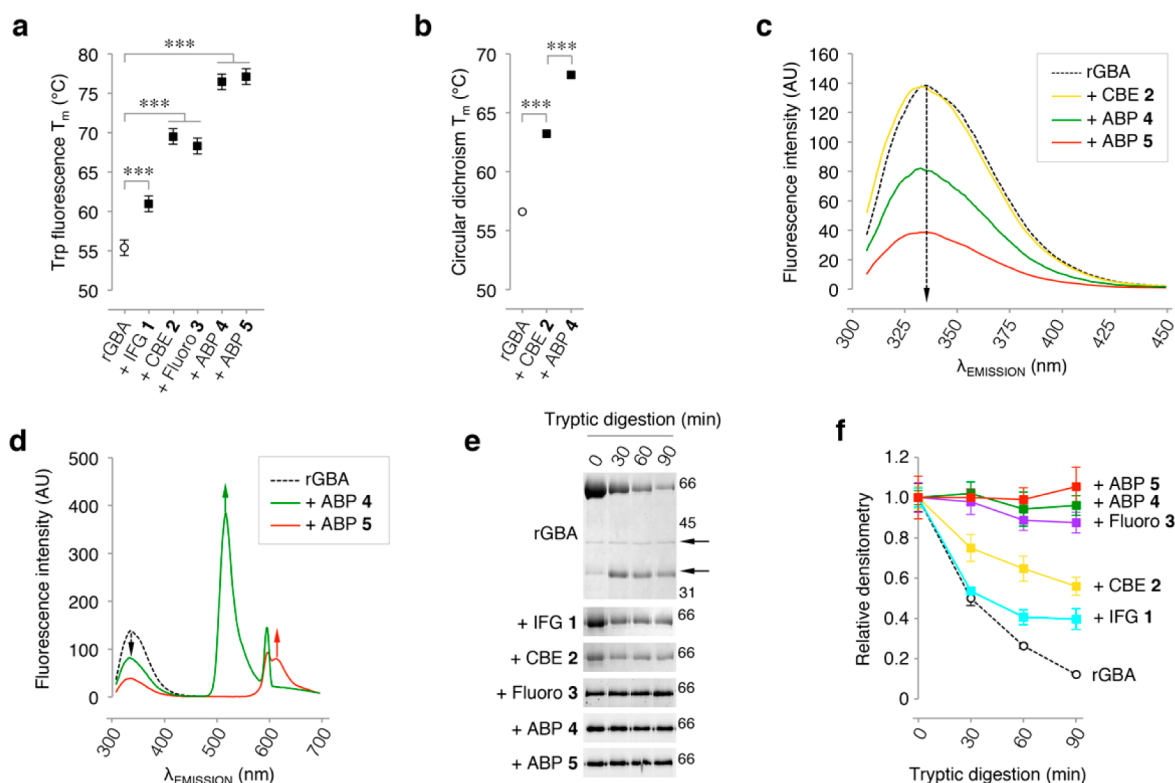 a
Trp fluorescence Tm (°C)
80
75
70
65
60
55
50
***
***
***
rGBA
+ IFG 1
+ CBE 2
+ Fluoro 3
+ ABP 4
+ ABP 5
b
Circular dichroism Tm (°C)
70
65
60
55
50
***
***
rGBA
+ CBE 2
+ ABP 4
c
Fluorescence intensity (AU)
160
140
120
100
80
60
40
20
0
rGBA
+ CBE 2
+ ABP 4
+ ABP 5
300 325 350 375 400 425 450
λEMISSION (nm)
d
Fluorescence intensity (AU)
500
400
300
200
100
0
rGBA
+ ABP 4
+ ABP 5
300 400 500 600 700
λEMISSION (nm)
e
Tryptic digestion (min)
0 30 60 90
66
45
rGBA
31
+ IFG 1 66
+ CBE 2 66
+ Fluoro 3 66
+ ABP 4 66
+ ABP 5 66
f
Relative densitometry
1.2
1.0
0.8
0.6
0.4
0.2
0
+ ABP 5
+ ABP 4
+ Fluoro 3
+ CBE 2
+ IFG 1
rGBA
0 30 60 90
Tryptic digestion (min)